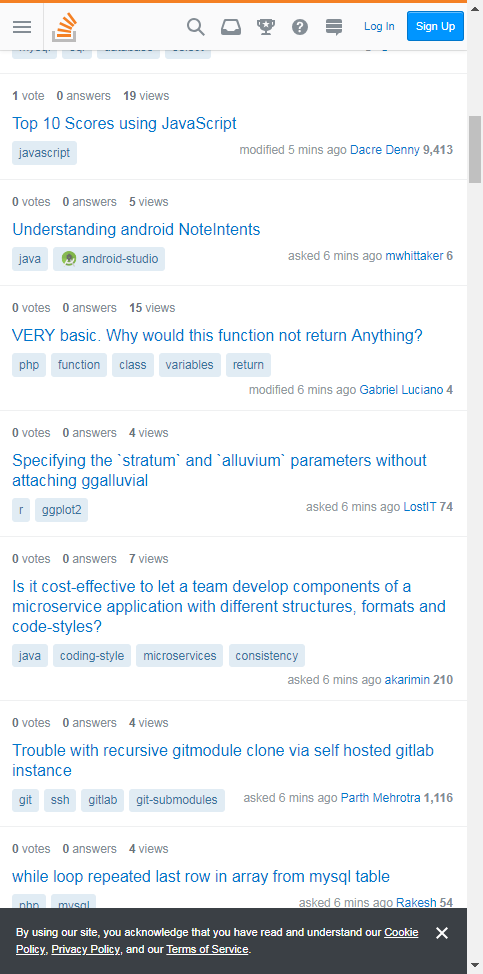 Log In Sign Up
mysql sql database select
1 vote 0 answers 19 views
Top 10 Scores using JavaScript
javascript
modified 5 mins ago Dacre Denny 9,413
0 votes 0 answers 5 views
Understanding android NoteIntents
java android-studio
asked 6 mins ago mwhittaker 6
0 votes 0 answers 15 views
VERY basic. Why would this function not return Anything?
php function class variables return
modified 6 mins ago Gabriel Luciano 4
0 votes 0 answers 4 views
Specifying the `stratum` and `alluvium` parameters without
attaching ggalluvial
r ggplot2
asked 6 mins ago LostIT 74
0 votes 0 answers 7 views
Is it cost-effective to let a team develop components of a
microservice application with different structures, formats and
code-styles?
java coding-style microservices consistency
asked 6 mins ago akarimin 210
0 votes 0 answers 4 views
Trouble with recursive gitmodule clone via self hosted gitlab
instance
git ssh gitlab git-submodules
asked 6 mins ago Parth Mehrotra 1,116
0 votes 0 answers 4 views
while loop repeated last row in array from mysql table
php mysql
asked 6 mins ago Rakesh 54
By using our site, you acknowledge that you have read and understand our Cookie
Policy, Privacy Policy, and our Terms of Service.